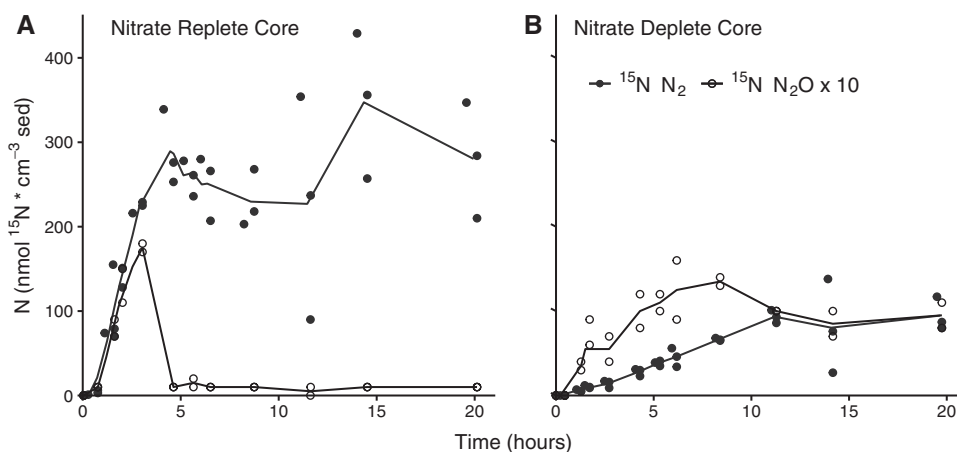 A Nitrate Replete Core
B Nitrate Deplete Core
¹⁵N N₂ ¹⁵N N₂O x 10
N (nmol ¹⁵N * cm⁻³ sed)
400
300
200
100
0
0 5 10 15 20
0 5 10 15 20
Time (hours)